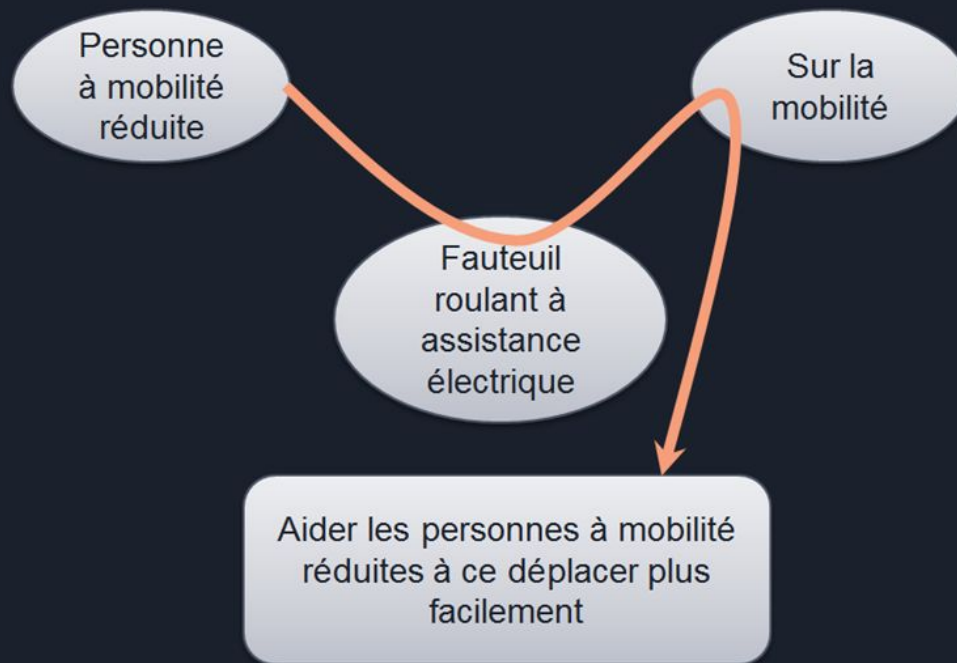 Personne
à mobilité
réduite
Sur la
mobilité
Fauteuil
roulant à
assistance
électrique
Aider les personnes à mobilité
réduites à ce déplacer plus
facilement